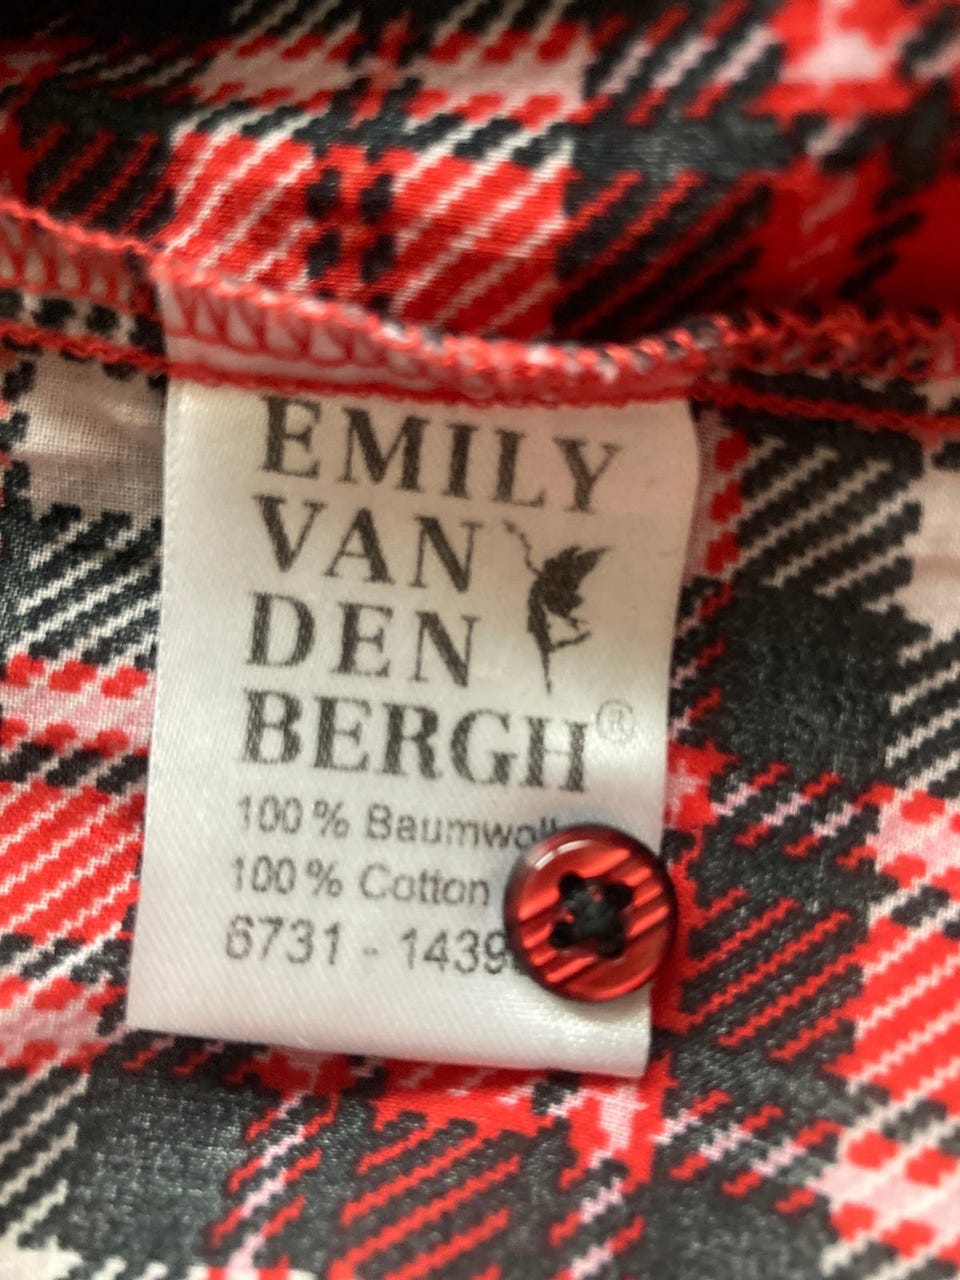 EMILY
VAN
DEN
BERGH®
100 % Baumwoll
100 % Cotton
6731 - 1439